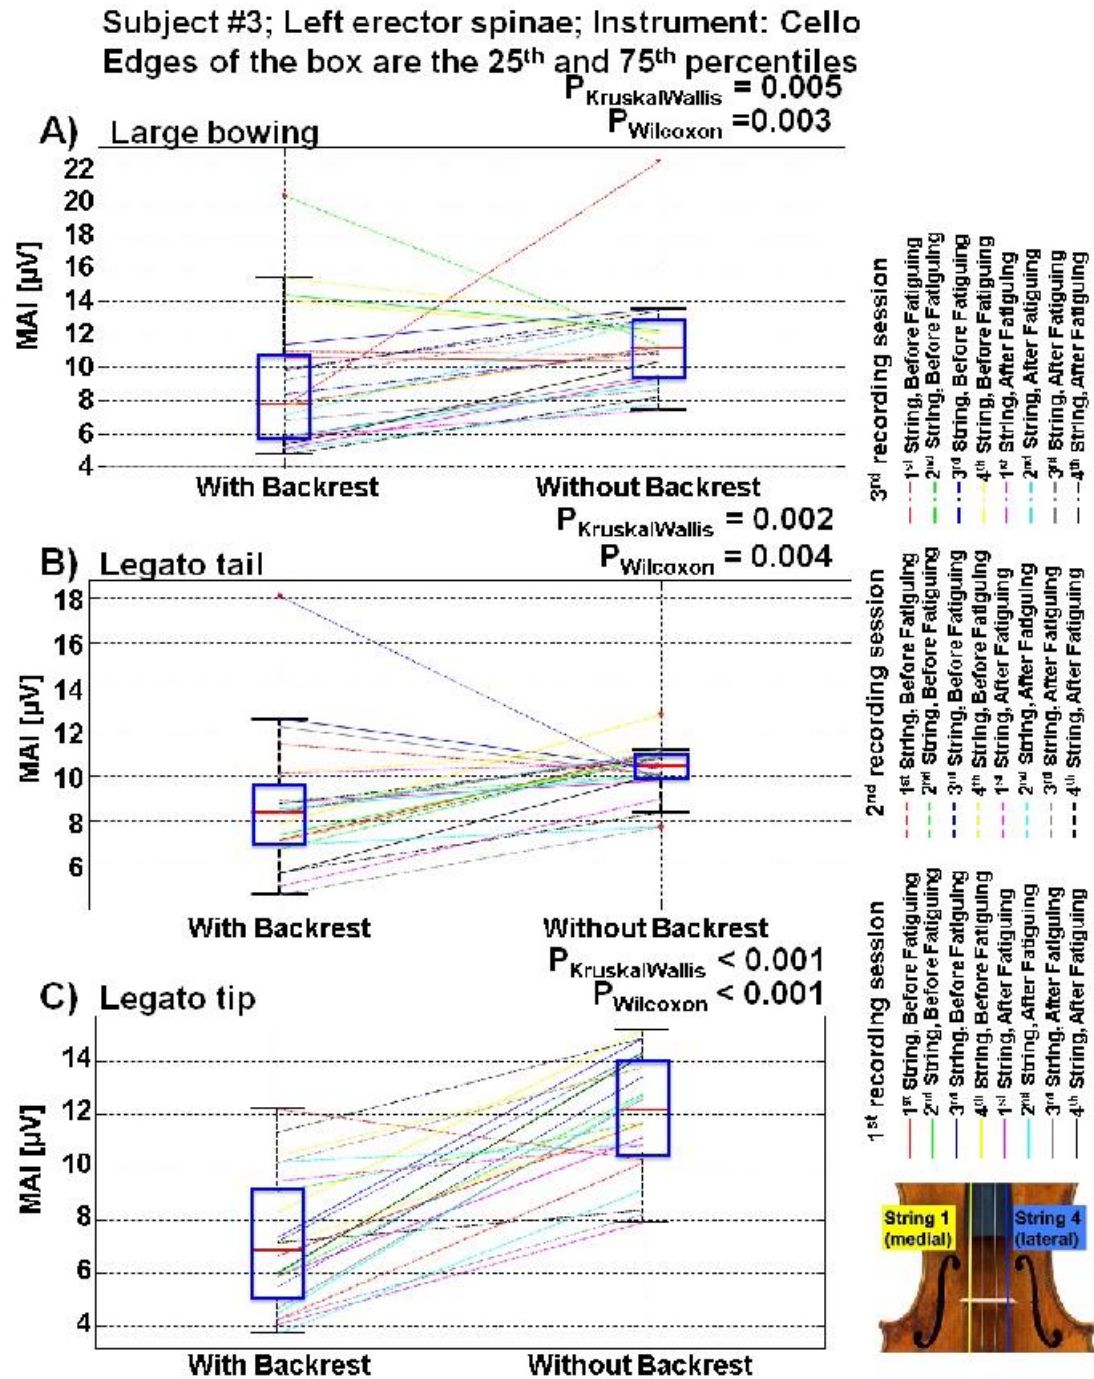 Subject #3; Left erector spinae; Instrument: Cello
Edges of the box are the 25th and 75th percentiles
P KruskalWallis = 0.005
P Wilcoxon =0.003
A) Large bowing
MAI [µV]
22
20
18
16
14
12
10
8
6
4
With Backrest Without Backrest
P KruskalWallis = 0.002
P Wilcoxon = 0.004
B) Legato tail
MAI [µV]
18
16
14
12
10
8
6
With Backrest Without Backrest
P KruskalWallis < 0.001
P Wilcoxon < 0.001
C) Legato tip
MAI [µV]
14
12
10
8
6
4
With Backrest Without Backrest
3rd recording session
1st String, Before Fatiguing
2nd String, Before Fatiguing
3rd String, Before Fatiguing
4th String, Before Fatiguing
1st String, After Fatiguing
2nd String, After Fatiguing
3rd String, After Fatiguing
4th String, After Fatiguing
2nd recording session
1st String, Before Fatiguing
2nd String, Before Fatiguing
3rd String, Before Fatiguing
4th String, Before Fatiguing
1st String, After Fatiguing
2nd String, After Fatiguing
3rd String, After Fatiguing
4th String, After Fatiguing
1st recording session
1st String, Before Fatiguing
2nd String, Before Fatiguing
3rd String, Before Fatiguing
4th String, Before Fatiguing
1st String, After Fatiguing
2nd String, After Fatiguing
3rd String, After Fatiguing
4th String, After Fatiguing
String 1
(medial)
String 4
(lateral)